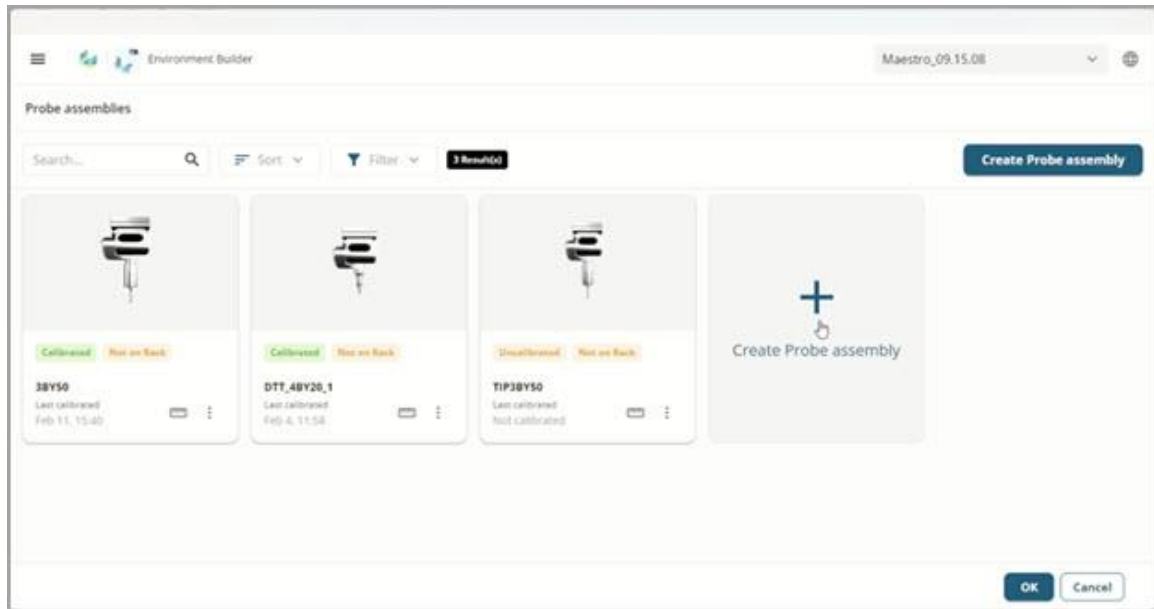 Environment Builder
Maestro_09.15.08
Probe assemblies
Search...
Sort
Filter
3 Result(s)
Create Probe assembly
Calibrated
Not on Rack
3BY50
Last calibrated
Feb 11, 15:40
Calibrated
Not on Rack
DTT_4BY20_1
Last calibrated
Feb 4, 11:58
Uncalibrated
Not on Rack
TIP3BY50
Last calibrated
Not calibrated
Create Probe assembly
OK
Cancel